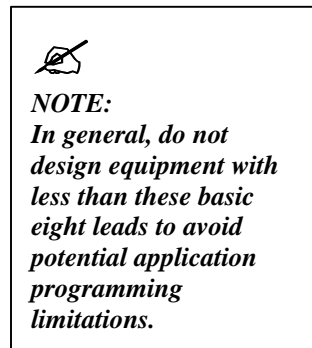 NOTE:
In general, do not
design equipment with
less than these basic
eight leads to avoid
potential application
programming
limitations.